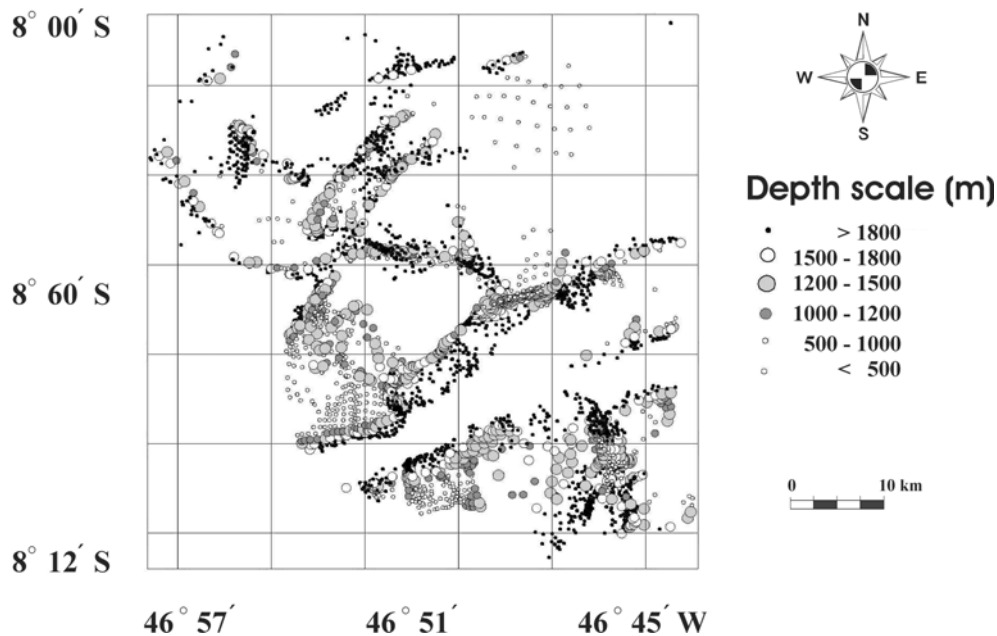 8° 00´ S
N
W E
S
Depth scale (m)
> 1800
1500 - 1800
1200 - 1500
1000 - 1200
500 - 1000
< 500
8° 60´ S
0 10 km
8° 12´ S
46° 57´ 46° 51´ 46° 45´ W